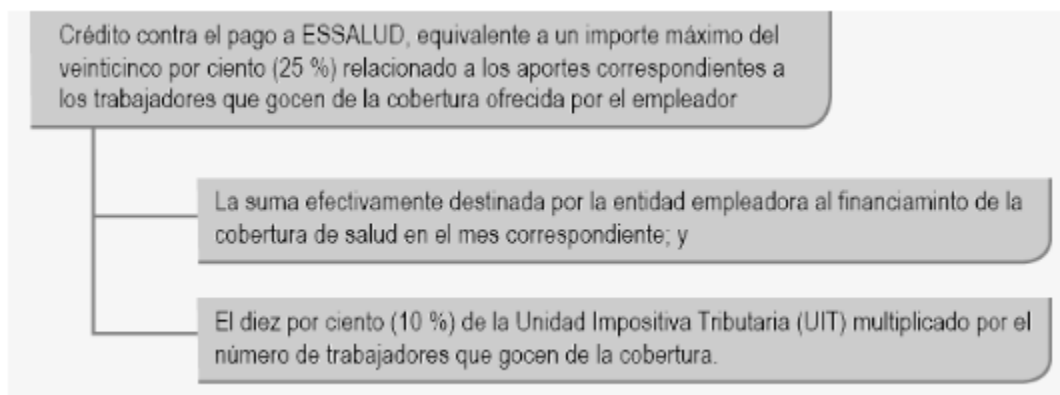 Crédito contra el pago a ESSALUD, equivalente a un importe máximo del
veinticinco por ciento (25 %) relacionado a los aportes correspondientes a
los trabajadores que gocen de la cobertura ofrecida por el empleador
La suma efectivamente destinada por la entidad empleadora al financiaminto de la
cobertura de salud en el mes correspondiente; y
El diez por ciento (10 %) de la Unidad Impositiva Tributaria (UIT) multiplicado por el
número de trabajadores que gocen de la cobertura.